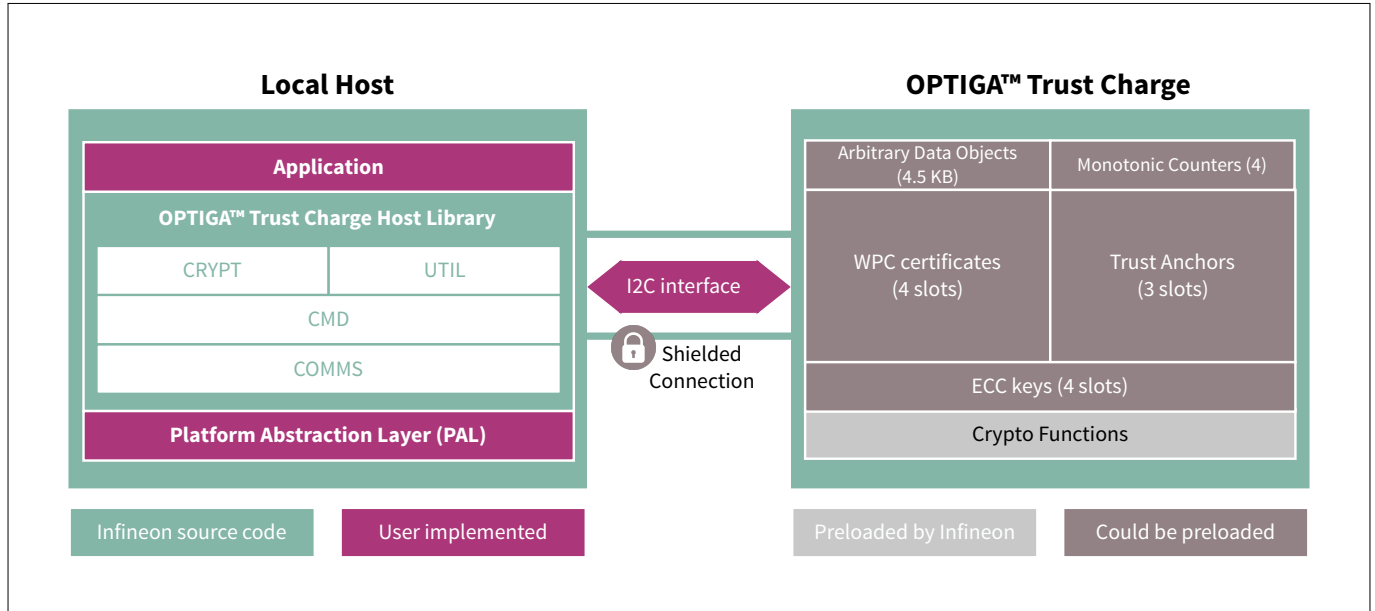 Local Host
OPTIGA™ Trust Charge
Application
OPTIGA™ Trust Charge Host Library
CRYPT
UTIL
CMD
COMMS
Platform Abstraction Layer (PAL)
I2C interface
Shielded
Connection
Arbitrary Data Objects
(4.5 KB)
Monotonic Counters (4)
WPC certificates
(4 slots)
Trust Anchors
(3 slots)
ECC keys (4 slots)
Crypto Functions
Infineon source code
User implemented
Preloaded by Infineon
Could be preloaded